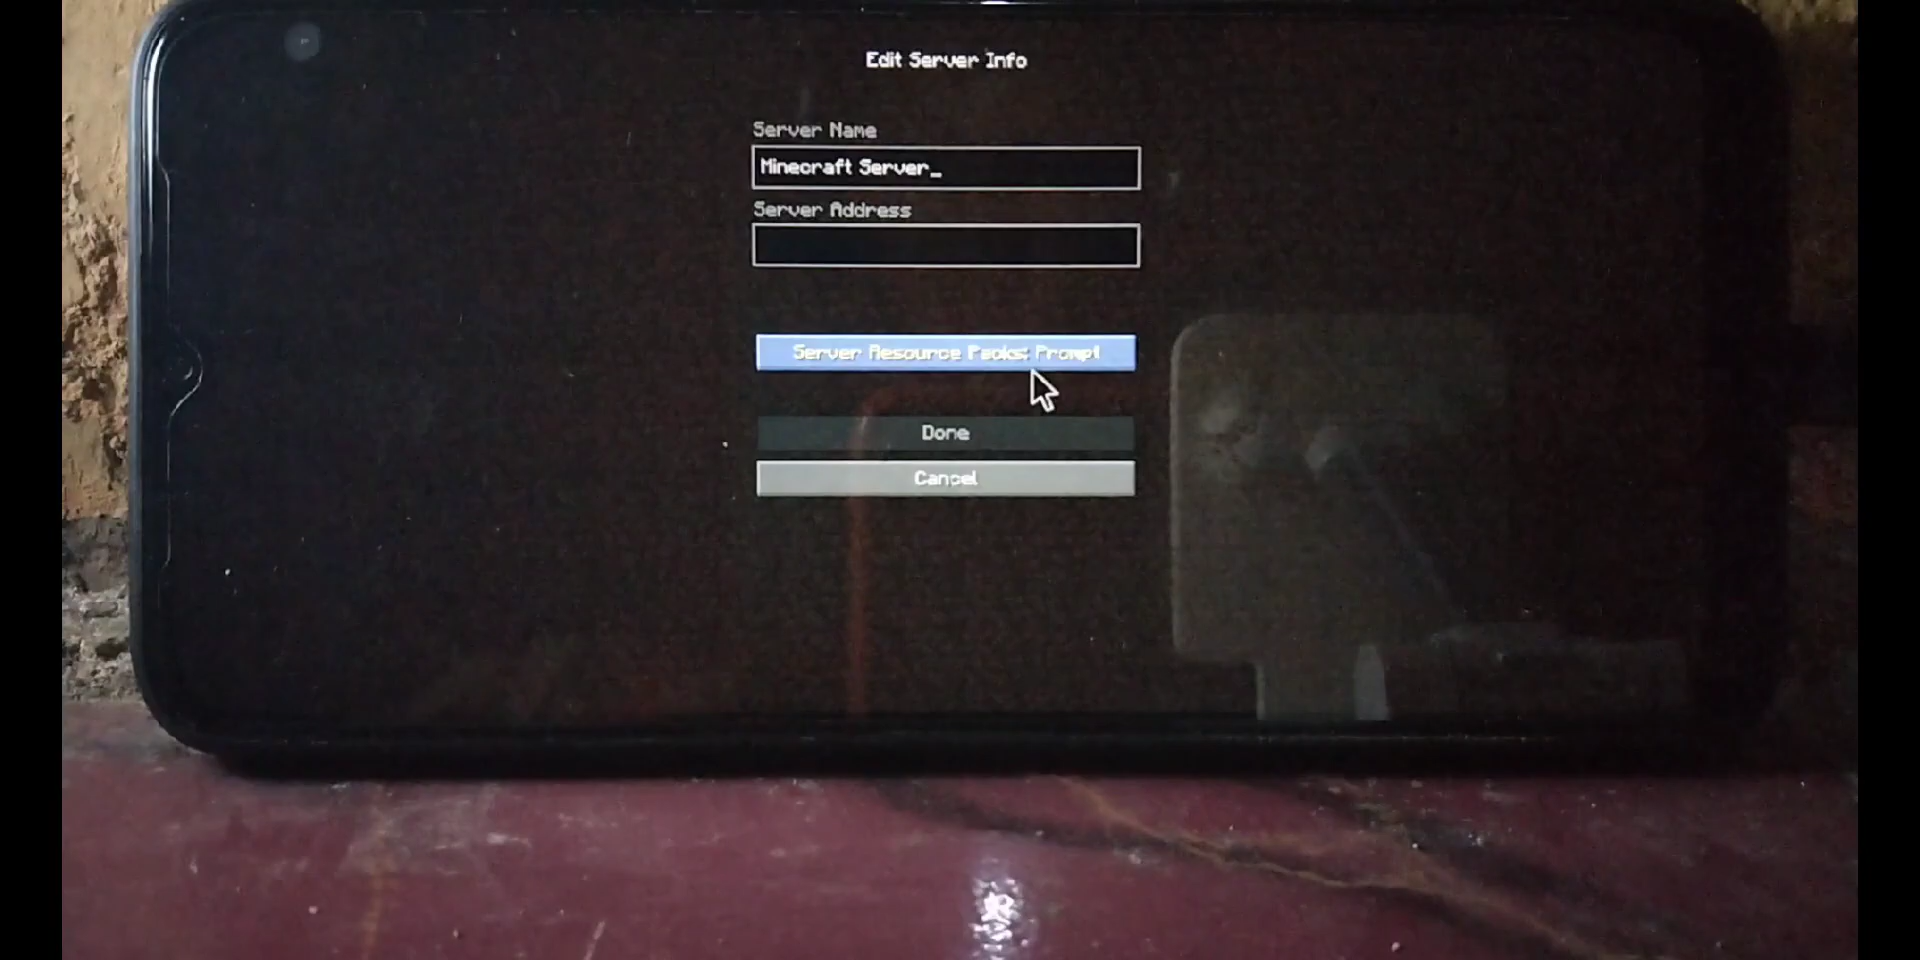 Edit Server Info
Server Name
Minecraft Server_
Server Address
Server Resource Packs: Prompt
Done
Cancel